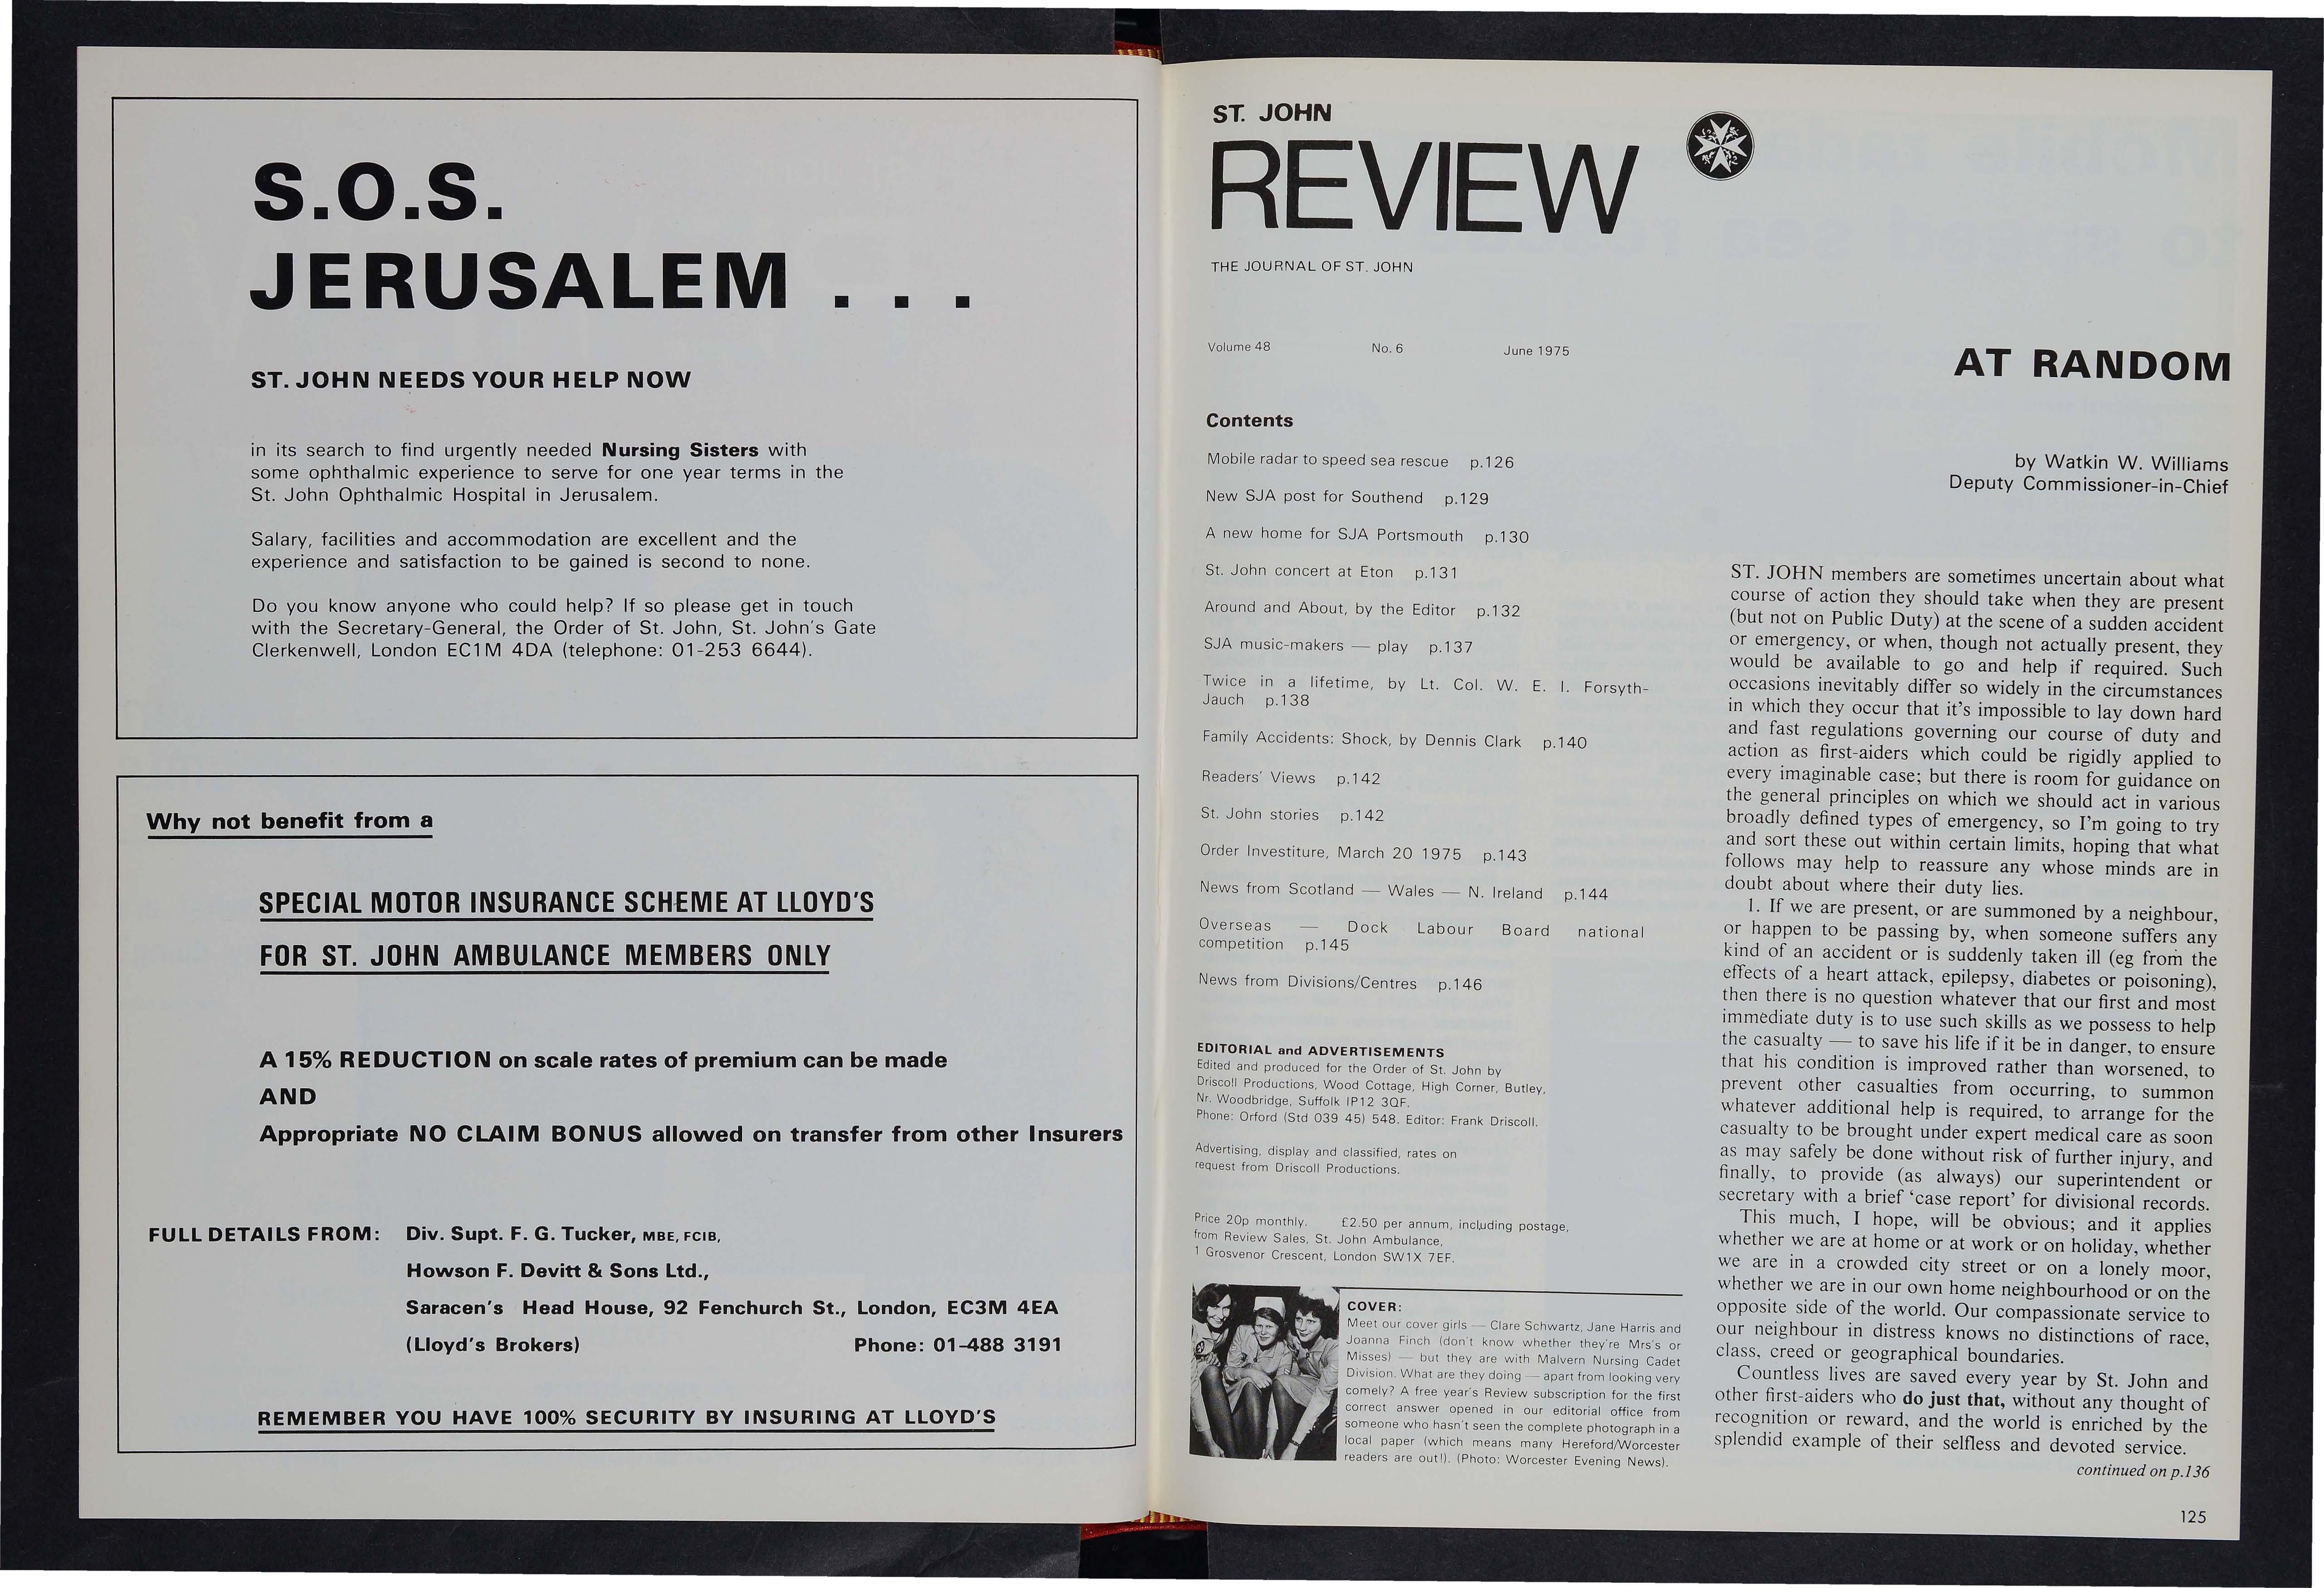 S.O.S.
JERUSALEM . . .
ST. JOHN NEEDS YOUR HELP NOW
in its search to find urgently needed Nursing Sisters with
some ophthalmic experience to serve for one year terms in the
St. John Ophthalmic Hospital in Jerusalem.
Salary, facilities and accommodation are excellent and the
experience and satisfaction to be gained is second to none.
Do you know anyone who could help? If so please get in touch
with the Secretary-General, the Order of St. John, St. John's Gate
Clerkenwell, London EC1M 4DA (telephone: 01-253 6644).
Why not benefit from a
SPECIAL MOTOR INSURANCE SCHEME AT LLOYD'S
FOR ST. JOHN AMBULANCE MEMBERS ONLY
A 15% REDUCTION on scale rates of premium can be made
AND
Appropriate NO CLAIM BONUS allowed on transfer from other Insurers
FULL DETAILS FROM: Div. Supt. F. G. Tucker, MBE, FCIB,
Howson F. Devitt & Sons Ltd.,
Saracen's Head House, 92 Fenchurch St., London, EC3M 4EA
(Lloyd's Brokers) Phone: 01-488 3191
REMEMBER YOU HAVE 100% SECURITY BY INSURING AT LLOYD'S
ST. JOHN
REVIEW
THE JOURNAL OF ST. JOHN
Volume 48 No. 6 June 1975
Contents
Mobile radar to speed sea rescue p.126
New SJA post for Southend p.129
A new home for SJA Portsmouth p.130
St. John concert at Eton p.131
Around and About, by the Editor p.132
SJA music-makers — play p.137
Twice in a lifetime, by Lt. Col. W. E. I. Forsyth-
Jauch p.138
Family Accidents: Shock, by Dennis Clark p.140
Readers' Views p.142
St. John stories p.142
Order Investiture, March 20 1975 p.143
News from Scotland — Wales — N. Ireland p.144
Overseas — Dock Labour Board national
competition p.145
News from Divisions/Centres p.146
EDITORIAL and ADVERTISEMENTS
Edited and produced for the Order of St. John by
Driscoll Productions, Wood Cottage, High Corner, Butley,
Nr. Woodbridge, Suffolk IP12 3QF.
Phone: Orford (Std 039 45) 548. Editor: Frank Driscoll.
Advertising, display and classified, rates on
request from Driscoll Productions.
Price 20p monthly. £2.50 per annum, including postage,
from Review Sales, St. John Ambulance,
1 Grosvenor Crescent, London SW1X 7EF.
COVER:
Meet our cover girls — Clare Schwartz, Jane Harris and
Joanna Finch (don't know whether they're Mrs's or
Misses) — but they are with Malvern Nursing Cadet
Division. What are they doing — apart from looking very
comely? A free year's Review subscription for the first
correct answer opened in our editorial office from
someone who hasn't seen the complete photograph in a
local paper (which means many Hereford/Worcester
readers are out!). (Photo: Worcester Evening News).
AT RANDOM
by Watkin W. Williams
Deputy Commissioner-in-Chief
ST. JOHN members are sometimes uncertain about what
course of action they should take when they are present
(but not on Public Duty) at the scene of a sudden accident
or emergency, or when, though not actually present, they
would be available to go and help if required. Such
occasions inevitably differ so widely in the circumstances
in which they occur that it's impossible to lay down hard
and fast regulations governing our course of duty and
action as first-aiders which could be rigidly applied to
every imaginable case; but there is room for guidance on
the general principles on which we should act in various
broadly defined types of emergency, so I'm going to try
and sort these out within certain limits, hoping that what
follows may help to reassure any whose minds are in
doubt about where their duty lies.
1. If we are present, or are summoned by a neighbour,
or happen to be passing by, when someone suffers any
kind of an accident or is suddenly taken ill (eg from the
effects of a heart attack, epilepsy, diabetes or poisoning),
then there is no question whatever that our first and most
immediate duty is to use such skills as we possess to help
the casualty — to save his life if it be in danger, to ensure
that his condition is improved rather than worsened, to
prevent other casualties from occurring, to summon
whatever additional help is required, to arrange for the
casualty to be brought under expert medical care as soon
as may safely be done without risk of further injury, and
finally, to provide (as always) our superintendent or
secretary with a brief 'case report' for divisional records.
This much, I hope, will be obvious; and it applies
whether we are at home or at work or on holiday, whether
we are in a crowded city street or on a lonely moor,
whether we are in our own home neighbourhood or on the
opposite side of the world. Our compassionate service to
our neighbour in distress knows no distinctions of race,
class, creed or geographical boundaries.
Countless lives are saved every year by St. John and
other first-aiders who do just that, without any thought of
recognition or reward, and the world is enriched by the
splendid example of their selfless and devoted service.
continued on p.136
125